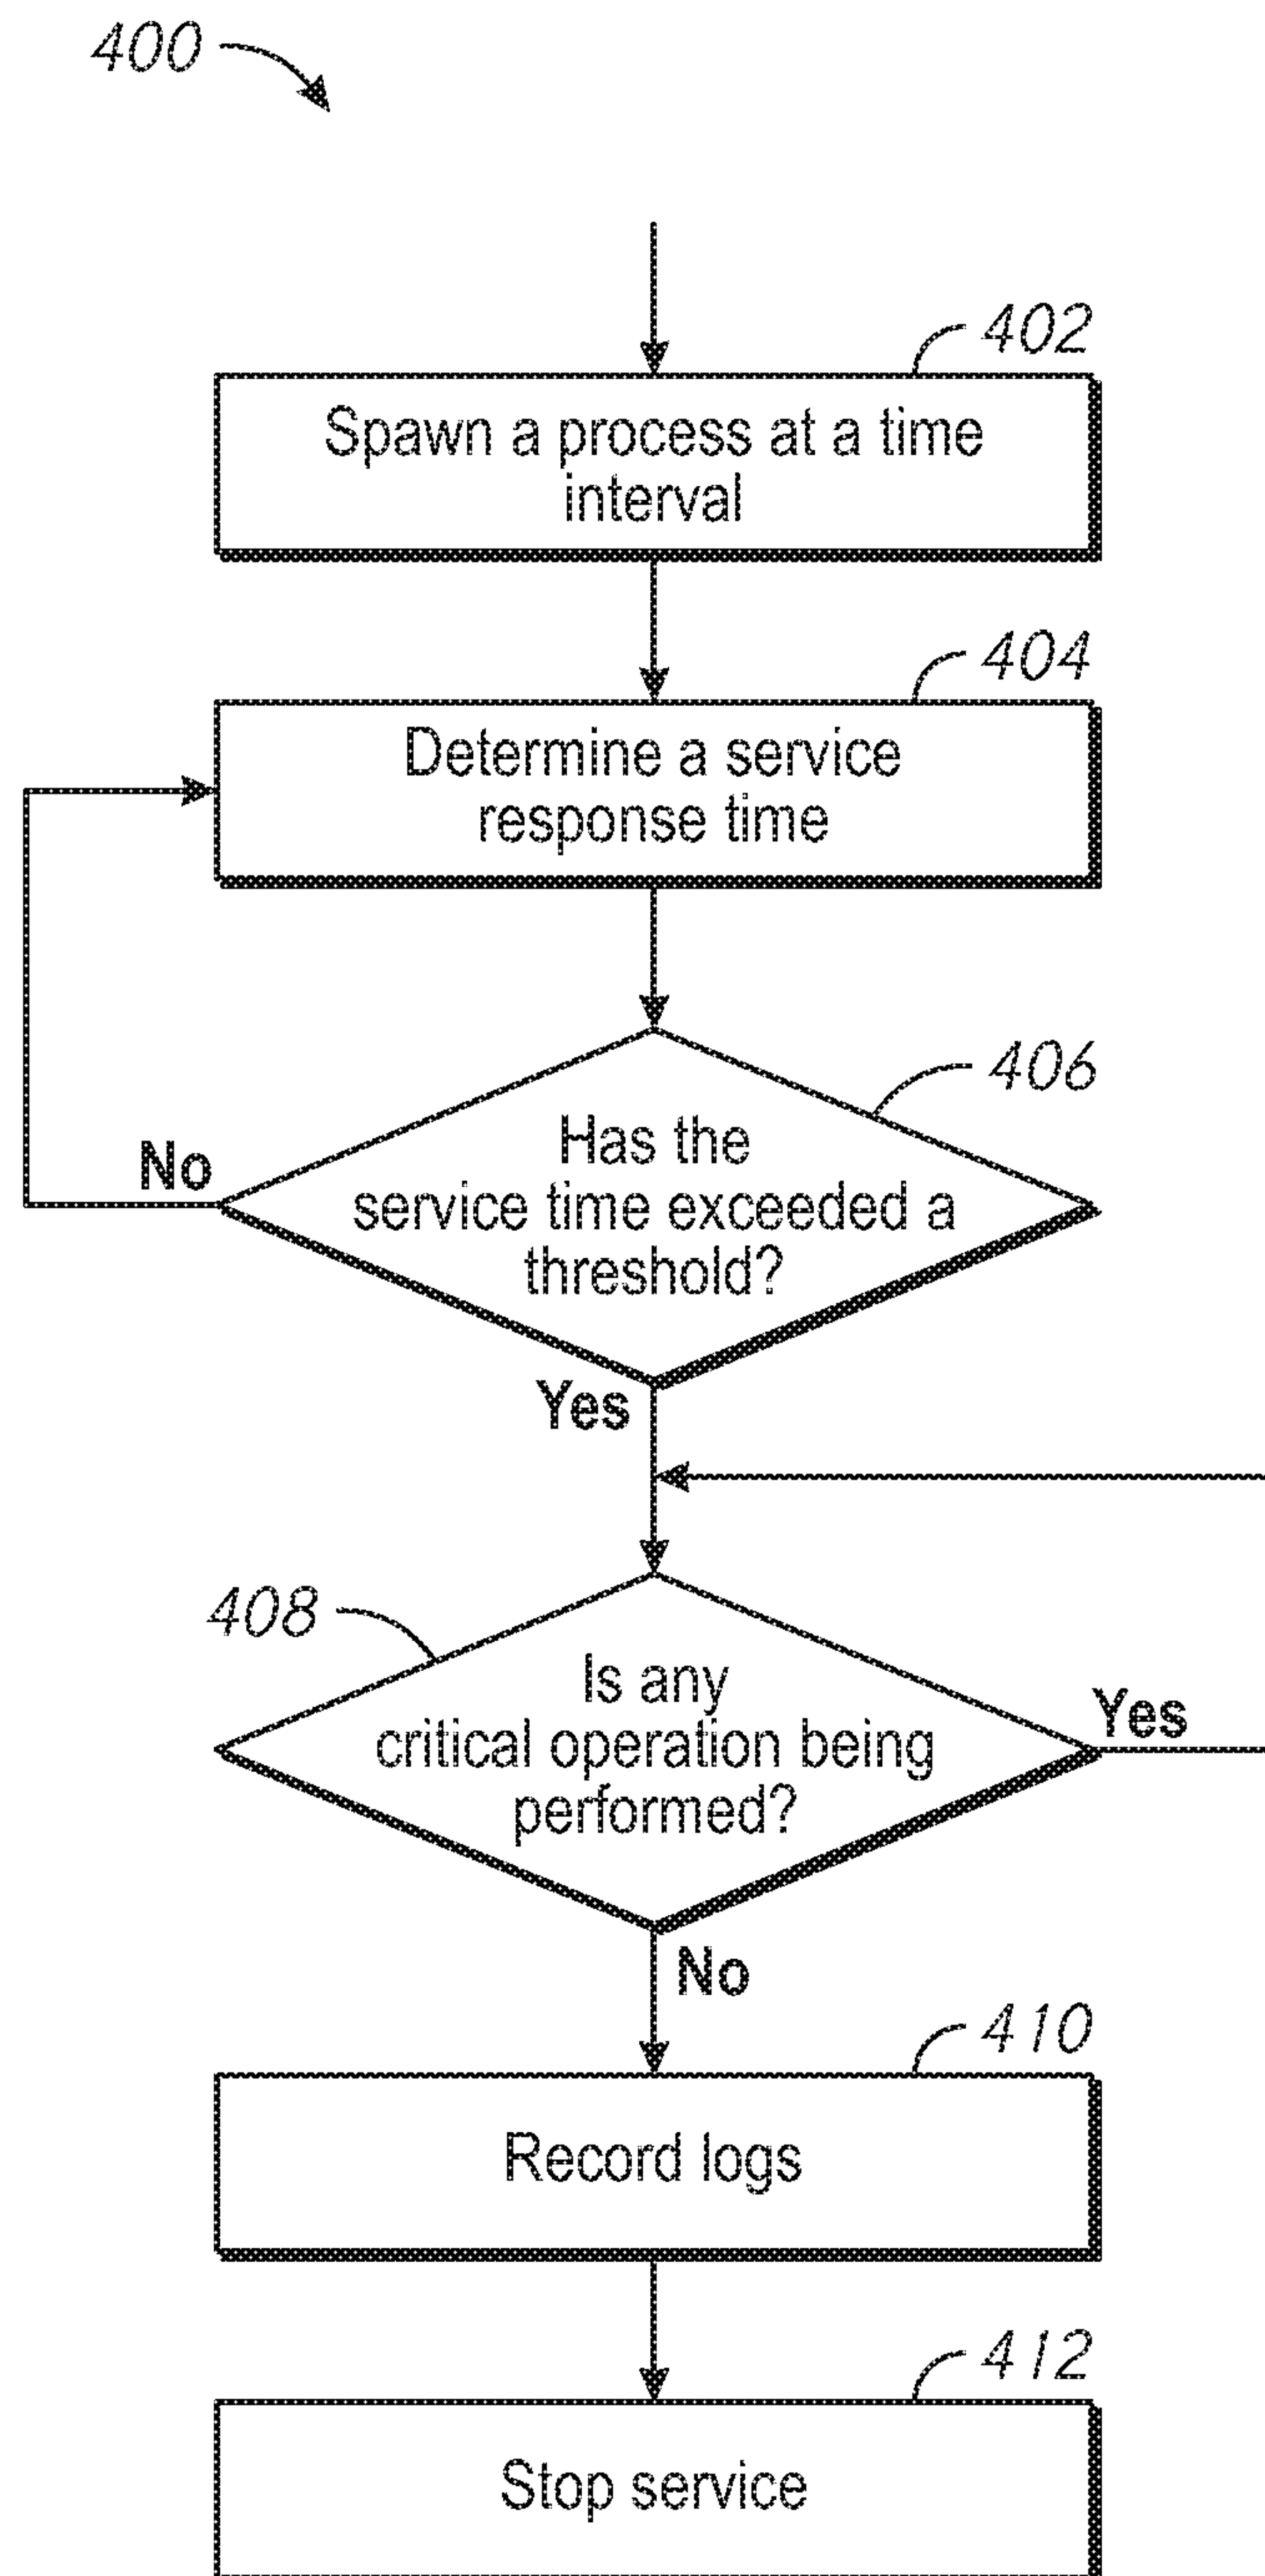 400
402
Spawn a process at a time
interval
404
Determine a service
response time
406
Has the
service time exceeded a
threshold?
No
Yes
408
Is any
critical operation being
performed?
Yes
No
410
Record logs
412
Stop service